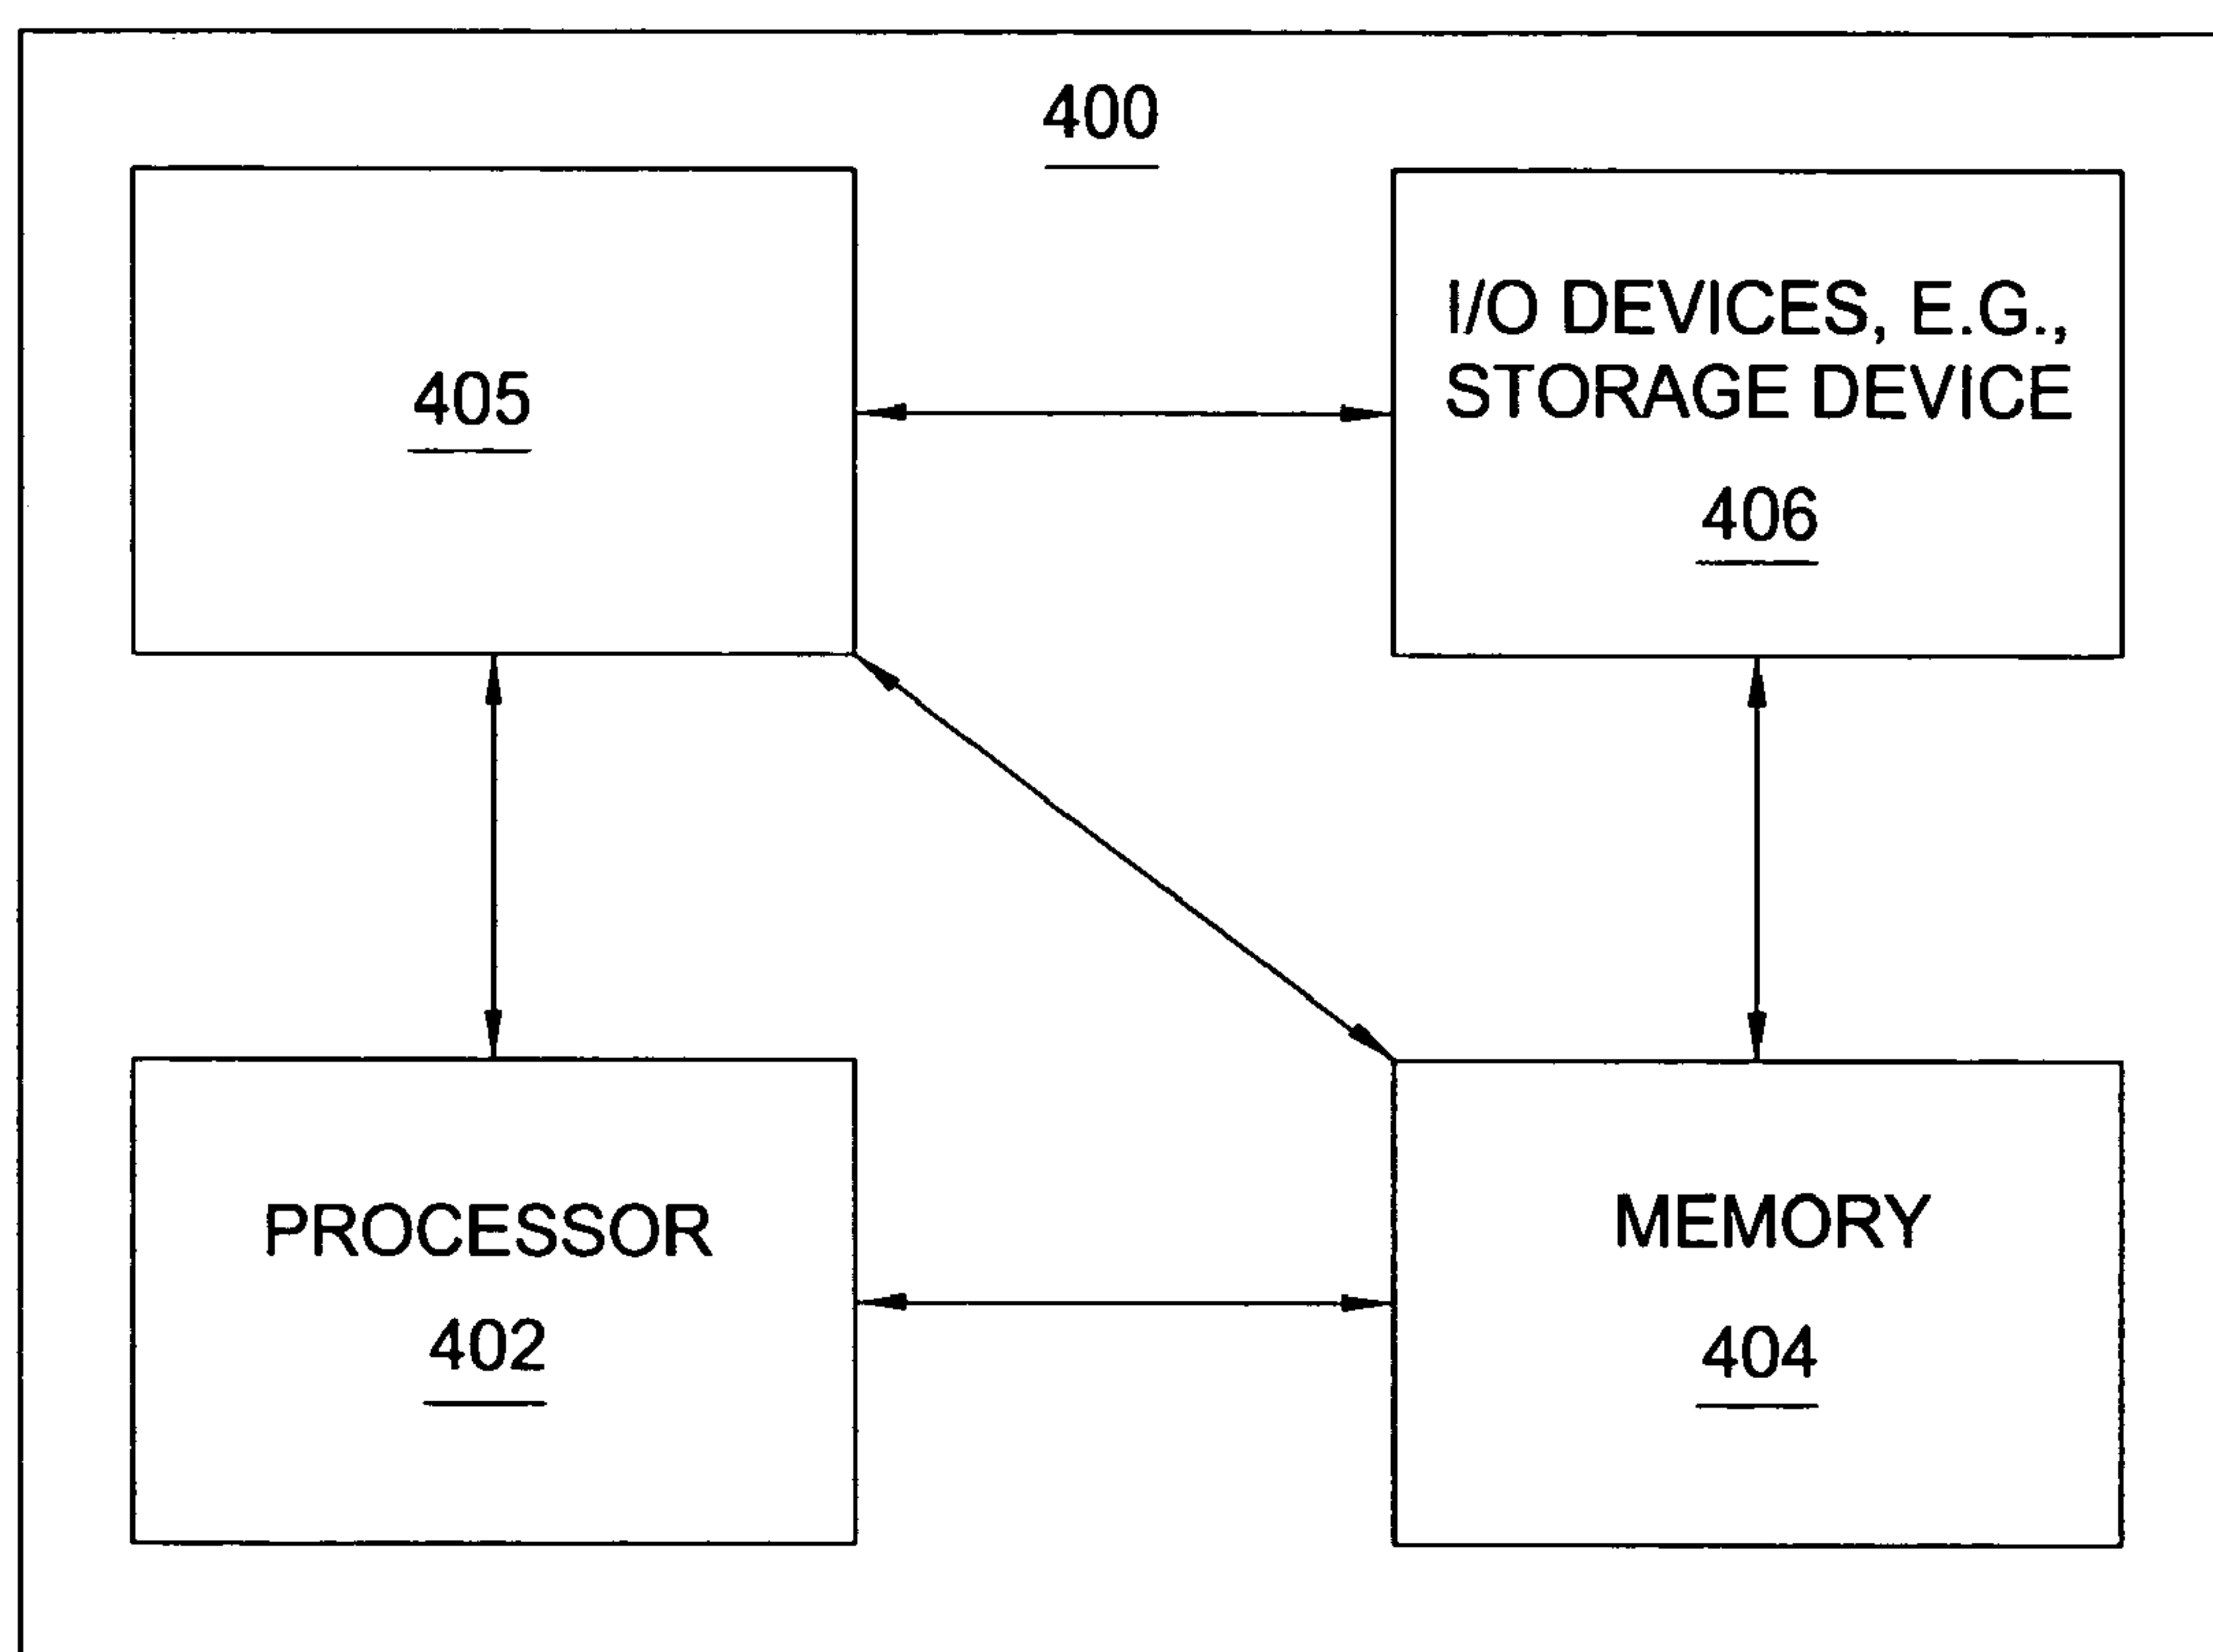 400
405
I/O DEVICES, E.G.,
STORAGE DEVICE
406
PROCESSOR
402
MEMORY
404